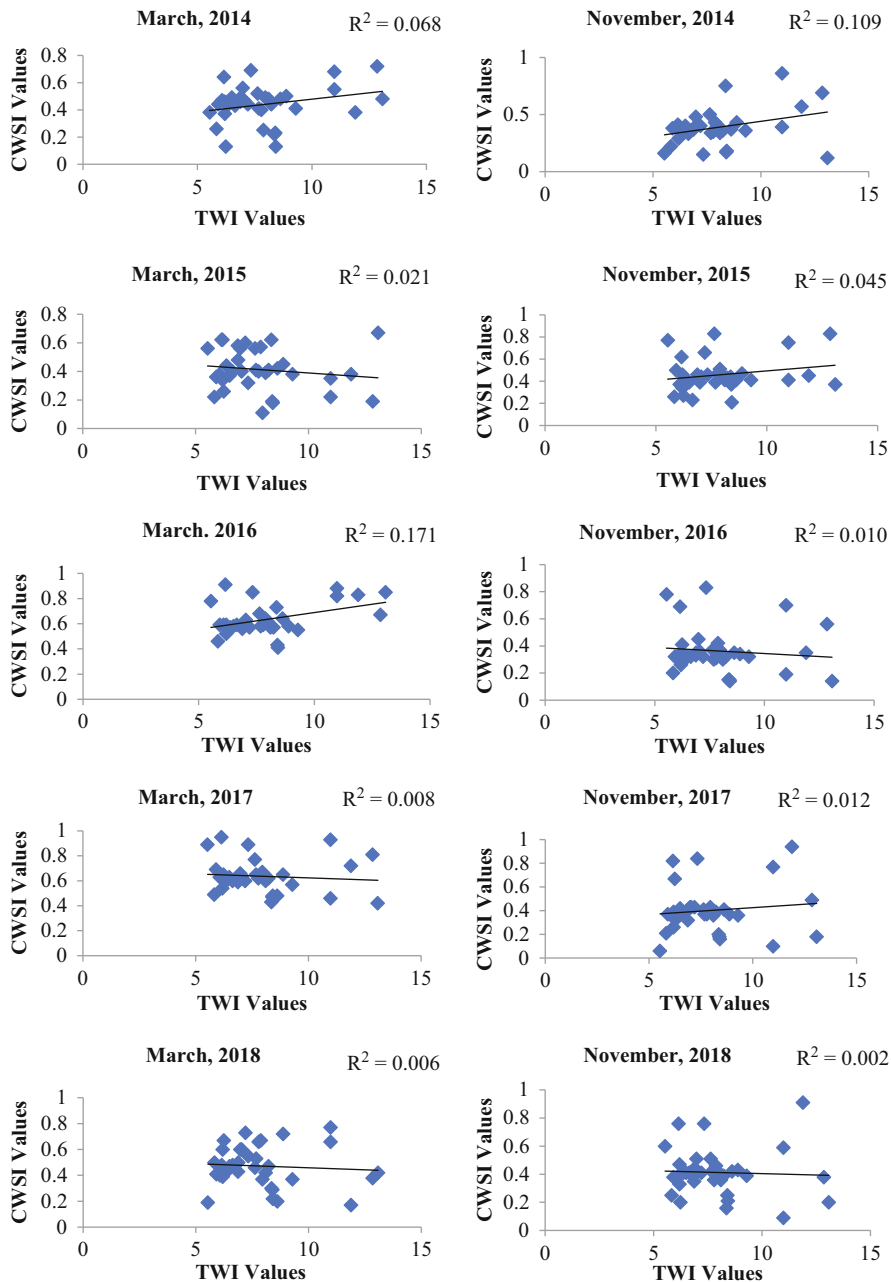 March, 2014
R² = 0.068
CWSI Values
0.8
0.6
0.4
0.2
0
0
5
10
15
TWI Values
November, 2014
R² = 0.109
CWSI Values
1
0.5
0
0
5
10
15
TWI Values
March, 2015
R² = 0.021
CWSI Values
0.8
0.6
0.4
0.2
0
0
5
10
15
TWI Values
November, 2015
R² = 0.045
CWSI Values
1
0.8
0.6
0.4
0.2
0
0
5
10
15
TWI Values
March. 2016
R² = 0.171
CWSI Values
1
0.8
0.6
0.4
0.2
0
0
5
10
15
TWI Values
November, 2016
R² = 0.010
CWSI Values
1
0.8
0.6
0.4
0.2
0
0
5
10
15
TWI Values
March, 2017
R² = 0.008
CWSI Values
1
0.8
0.6
0.4
0.2
0
0
5
10
15
TWI Values
November, 2017
R² = 0.012
CWSI Values
1
0.8
0.6
0.4
0.2
0
0
5
10
15
TWI Values
March, 2018
R² = 0.006
CWSI Values
1
0.8
0.6
0.4
0.2
0
0
5
10
15
TWI Values
November, 2018
R² = 0.002
CWSI Values
1
0.8
0.6
0.4
0.2
0
0
5
10
15
TWI Values